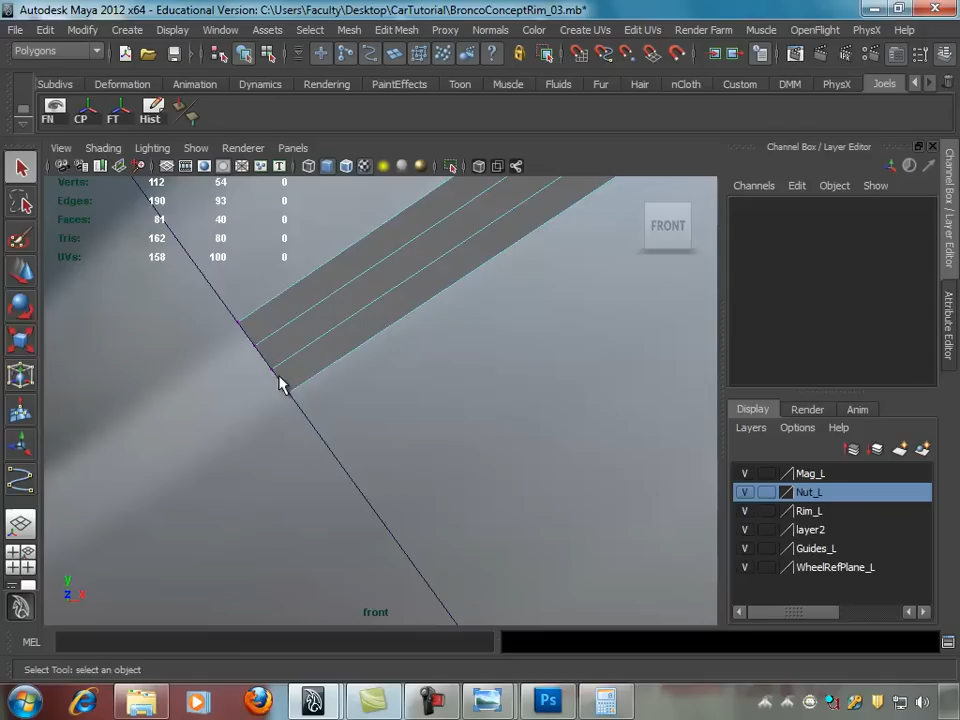 Autodesk Maya 2012 x64 - Educational Version: C:\Users\Faculty\Desktop\CarTutorial\BroncoConceptRim_03.mb*
File Edit Modify Create Display Window Assets Select Mesh Edit Mesh Proxy Normals Color Create UVs Edit UVs Render Farm Muscle OpenFlight PhysX Help
Polygons
Subdivs Deformation Animation Dynamics Rendering PaintEffects Toon Muscle Fluids Fur Hair nCloth Custom DMM PhysX Joels
FN CP FT Hist
View Shading Lighting Show Renderer Panels
Channel Box / Layer Editor
Channels Edit Object Show
Verts: 112 54 0
Edges: 190 93 0
Faces: 81 40 0
Tris: 162 80 0
UVs: 158 100 0
FRONT
Channel Box / Layer Editor
Attribute Editor
Display Render Anim
Layers Options Help
V Mag_L
V Nut_L
V Rim_L
V layer2
V Guides_L
V WheelRefPlane_L
y
z x
front
MEL
Select Tool: select an object
Ps